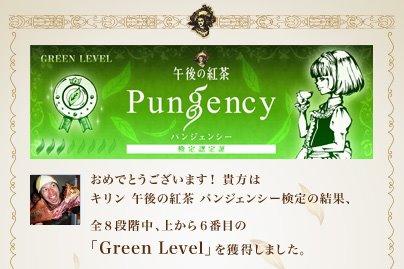 GREEN LEVEL
午後の紅茶
Pungency
パンジェンシー
検定認定証
おめでとうございます！ 貴方は
キリン 午後の紅茶 パンジェンシー検定の結果、
全８段階中、上から６番目の
「Green Level」を獲得しました。